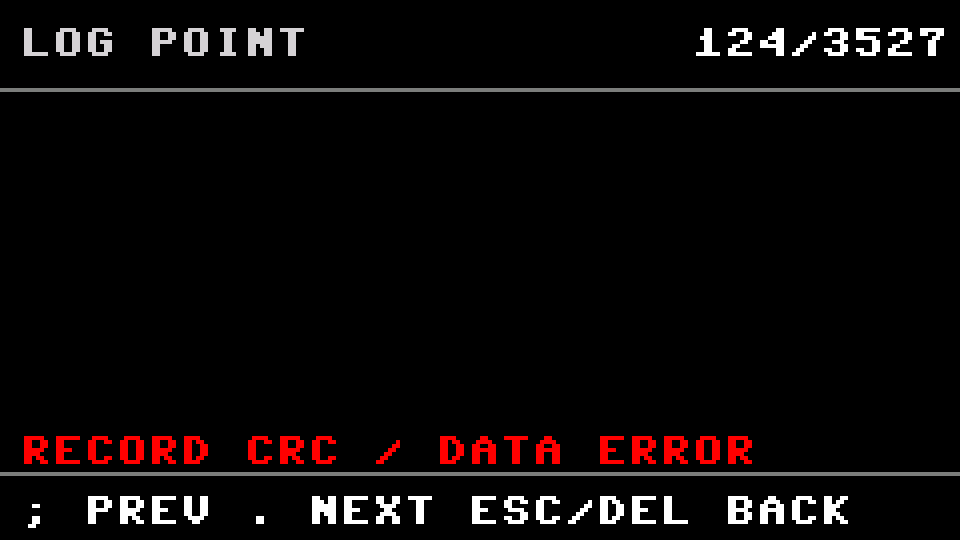 LOG POINT 124/3527
RECORD CRC / DATA ERROR
; PREV . NEXT ESC/DEL BACK